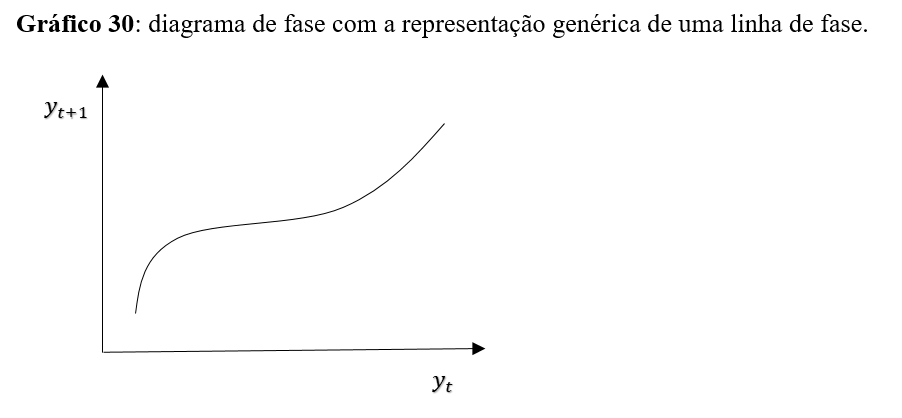 Gráfico 30: diagrama de fase com a representação genérica de uma linha de fase.
yₜ₊₁
yₜ